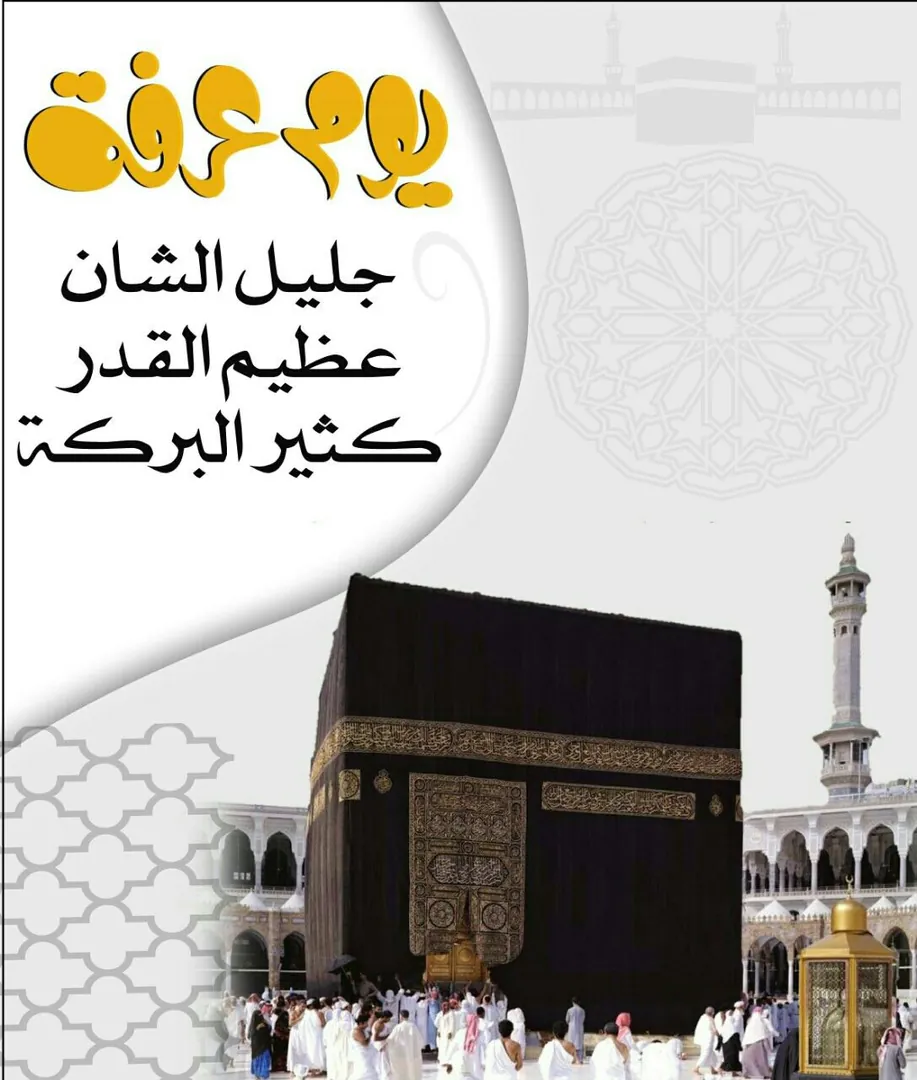 يوم عرفة
جليل الشان
عظيم القدر
كثير البركة